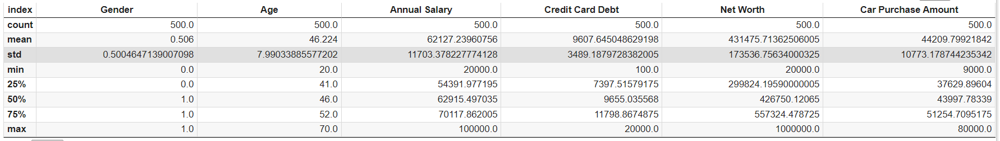 index Gender Age Annual Salary Credit Card Debt Net Worth Car Purchase Amount
count 500.0 500.0 500.0 500.0 500.0 500.0
mean 0.506 46.224 62127.23960756 9607.645048629198 431475.71362506005 44209.79921842
std 0.5004647139007098 7.99033885577202 11703.378227774128 3489.1879728382005 173536.75634000325 10773.178744235342
min 0.0 20.0 20000.0 100.0 20000.0 9000.0
25% 0.0 41.0 54391.977195 7397.51579175 299824.19590000005 37629.89604
50% 1.0 46.0 62915.497035 9655.035568 426750.12065 43997.78339
75% 1.0 52.0 70117.862005 11798.8674875 557324.478725 51254.7095175
max 1.0 70.0 100000.0 20000.0 1000000.0 80000.0